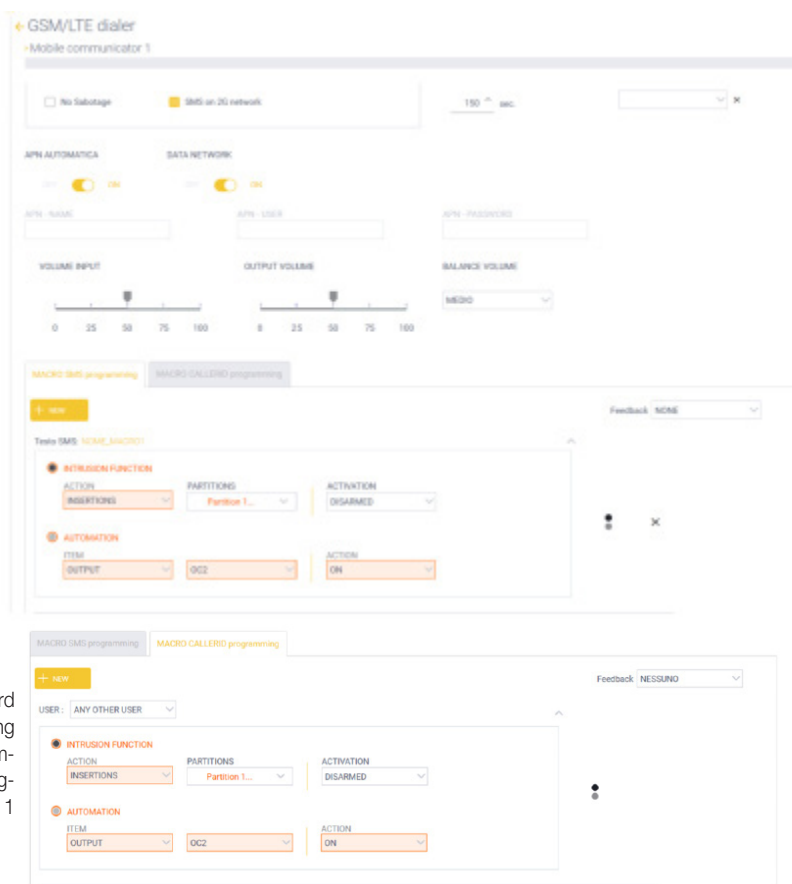 GSM/LTE dialer
Mobile communicator 1
No Sabotage
SMS on 2G network
150 sec.
APN AUTOMATICA
DATA NETWORK
OFF ON
OFF ON
APN - NAME
APN - USER
APN - PASSWORD
VOLUME INPUT
OUTPUT VOLUME
BALANCE VOLUME
MEDIO
0 25 50 75 100
0 25 50 75 100
MACRO SMS programming
MACRO CALLERID programming
+ NEW
Feedback NONE
Testo SMS: NOME_MACRO1
INTRUSION FUNCTION
ACTION PARTITIONS ACTIVATION
INSERTIONS Partition 1... DISARMED
AUTOMATION
ITEM ACTION
OUTPUT OC2 ON
MACRO SMS programming
MACRO CALLERID programming
+ NEW
Feedback NESSUNO
USER : ANY OTHER USER
INTRUSION FUNCTION
ACTION PARTITIONS ACTIVATION
INSERTIONS Partition 1... DISARMED
AUTOMATION
ITEM ACTION
OUTPUT OC2 ON
rd
ng
m-
g-
1